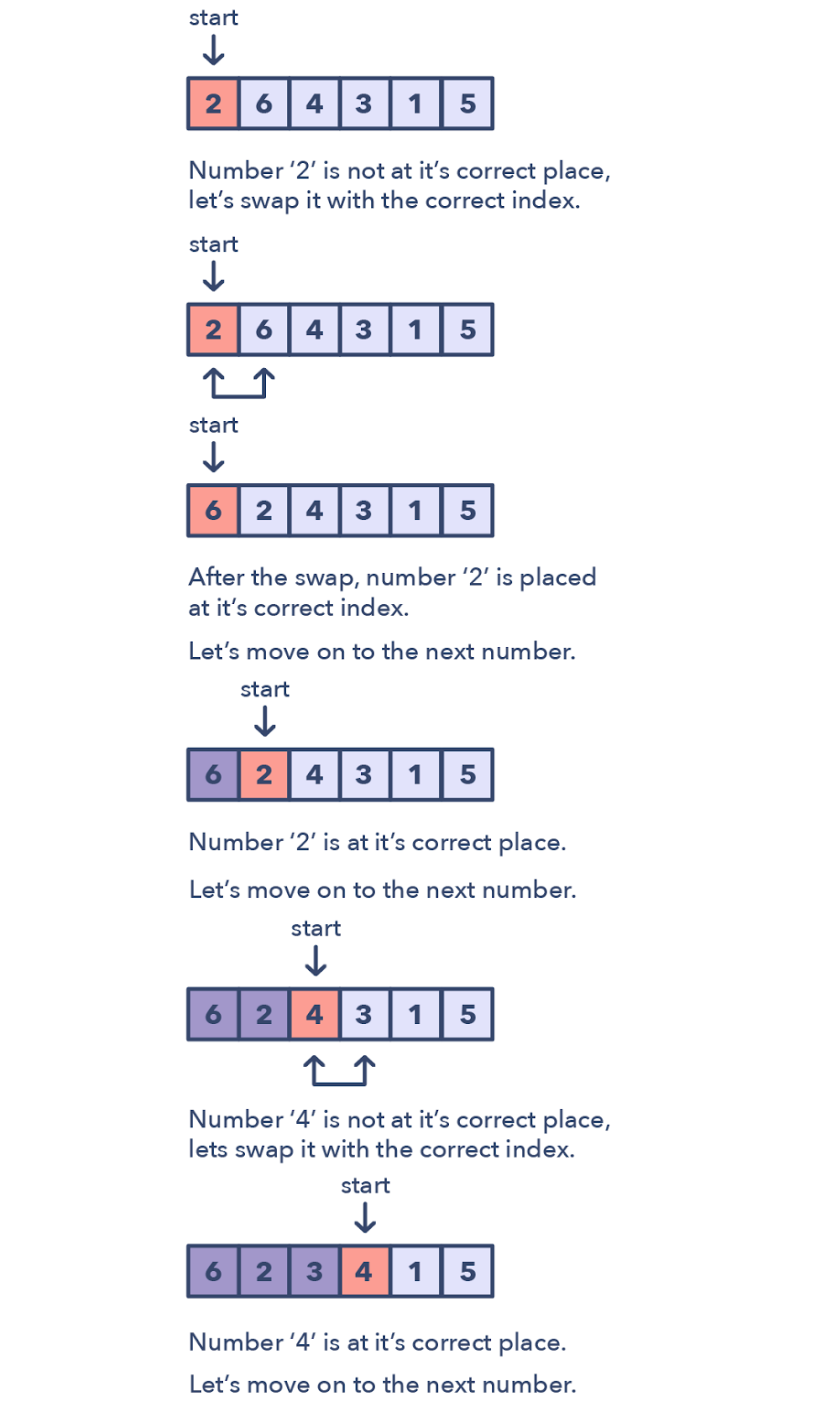 start
2 6 4 3 1 5
Number ‘2’ is not at it’s correct place,
let’s swap it with the correct index.
start
2 6 4 3 1 5
start
6 2 4 3 1 5
After the swap, number ‘2’ is placed
at it’s correct index.
Let’s move on to the next number.
start
6 2 4 3 1 5
Number ‘2’ is at it’s correct place.
Let’s move on to the next number.
start
6 2 4 3 1 5
Number ‘4’ is not at it’s correct place,
lets swap it with the correct index.
start
6 2 3 4 1 5
Number ‘4’ is at it’s correct place.
Let’s move on to the next number.